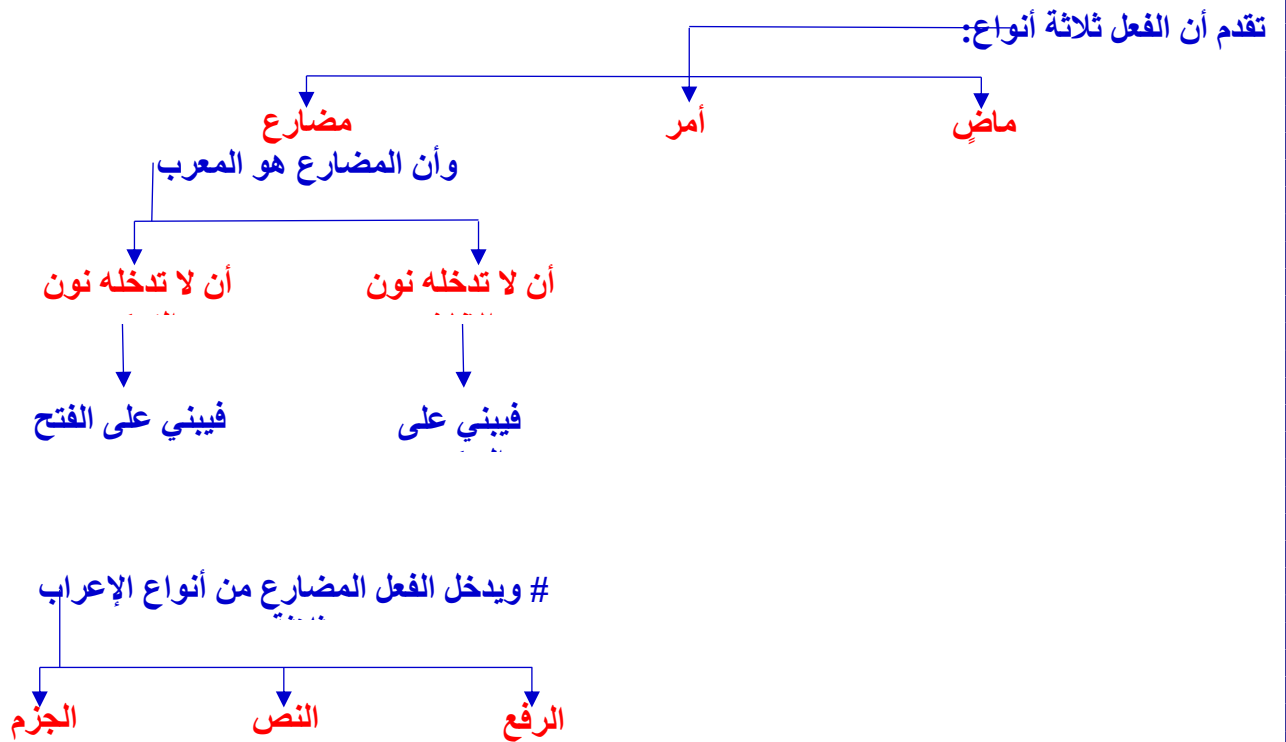 تقدم أن الفعل ثلاثة أنواع:
ماضٍ
أمر
مضارع
وأن المضارع هو المعرب
أن لا تدخله نون
أن لا تدخله نون
فيبني على
فيبني على الفتح
# ويدخل الفعل المضارع من أنواع الإعراب
الرفع
النص
الجزم